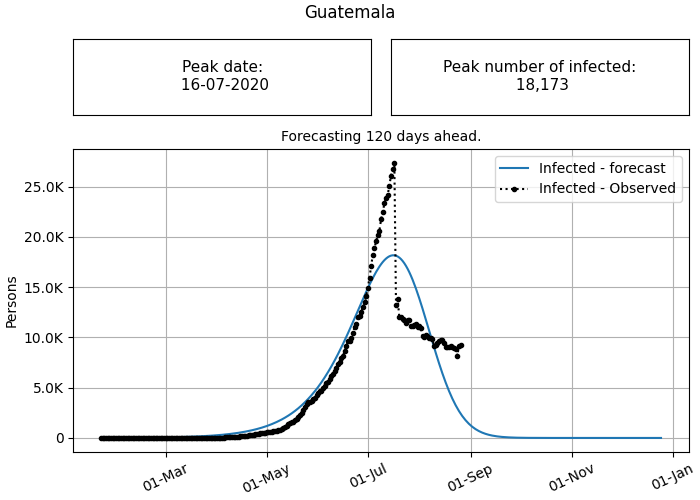 Guatemala
Peak date:
16-07-2020
Peak number of infected:
18,173
Forecasting 120 days ahead.
Infected - forecast
Infected - Observed
25.0K
20.0K
15.0K
10.0K
5.0K
0
Persons
01-Mar
01-May
01-Jul
01-Sep
01-Nov
01-Jan